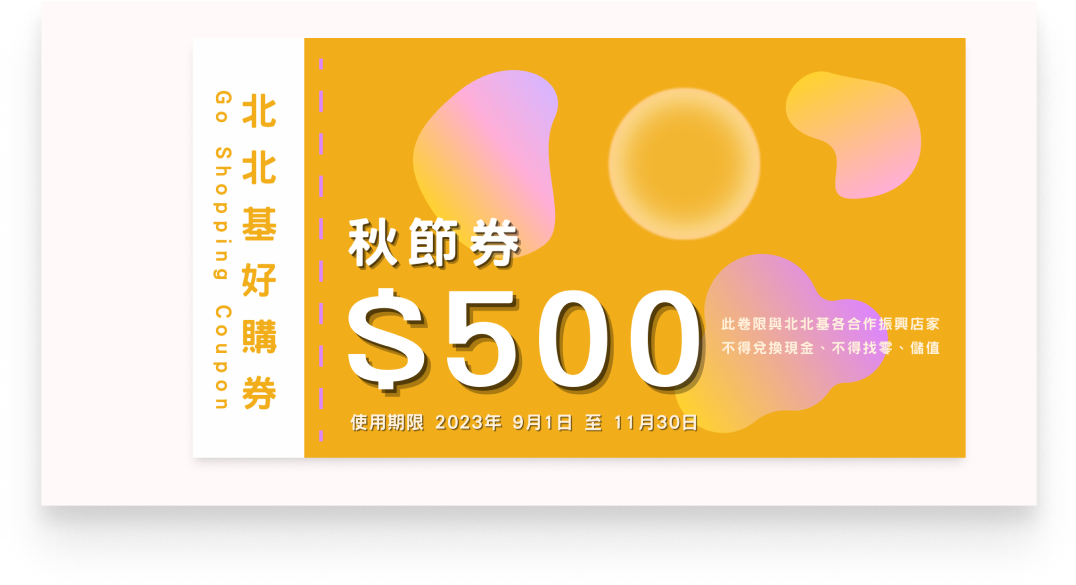 北北基好購券
Go Shopping Coupon
秋節券
$500
使用期限 2023年 9月1日 至 11月30日
此卷限與北北基各合作振興店家
不得兌換現金、不得找零、儲值